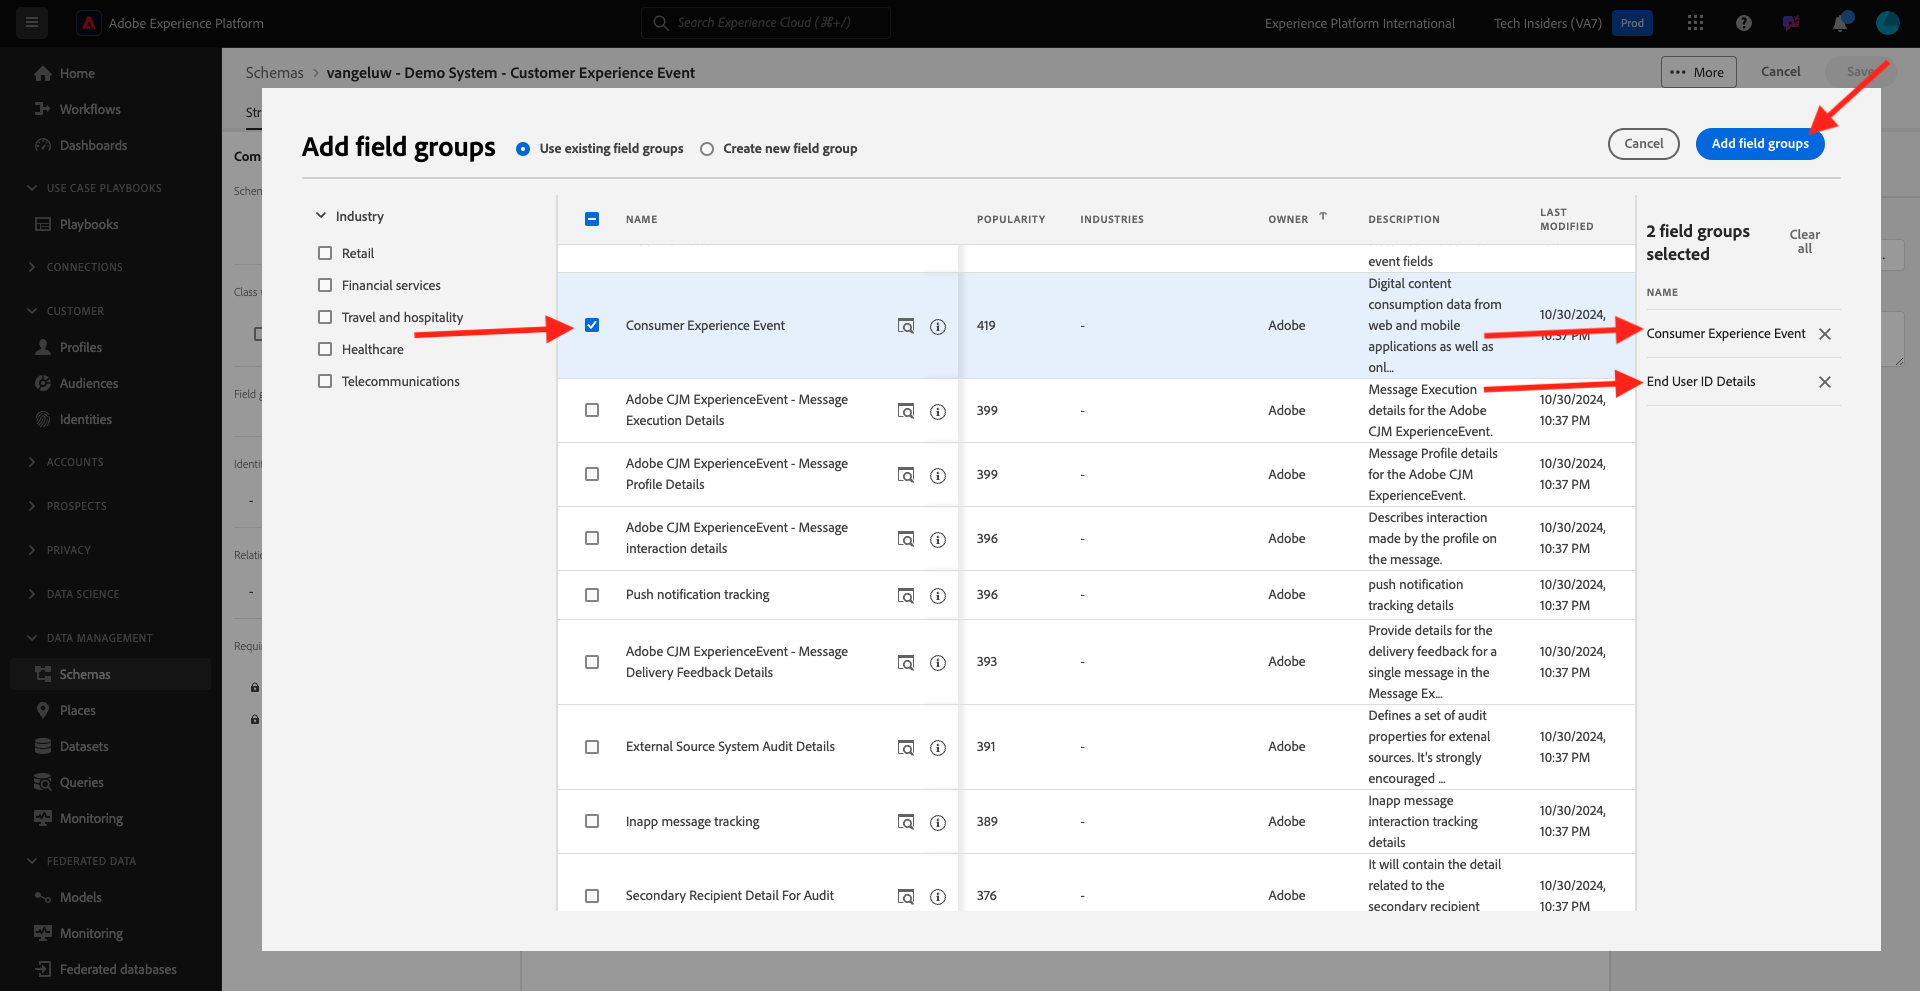 Adobe Experience Platform
Search Experience Cloud (⌘+/)
Experience Platform International
Tech Insiders (VA7)
Prod
Home
Workflows
Dashboards
USE CASE PLAYBOOKS
Playbooks
CONNECTIONS
CUSTOMER
Profiles
Audiences
Identities
ACCOUNTS
PROSPECTS
PRIVACY
DATA SCIENCE
DATA MANAGEMENT
Schemas
Places
Datasets
Queries
Monitoring
FEDERATED DATA
Models
Monitoring
Federated databases
Schemas > vangeluw - Demo System - Customer Experience Event
••• More
Cancel
Save
Str
Com
Schem
Class
Field g
Identit
-
Relatio
-
Requi
Add field groups
Use existing field groups
Create new field group
Cancel
Add field groups
Industry
Retail
Financial services
Travel and hospitality
Healthcare
Telecommunications
NAME POPULARITY INDUSTRIES OWNER ↑ DESCRIPTION LAST
MODIFIED
event fields
Consumer Experience Event 419 - Adobe
Digital content
consumption data from
web and mobile
applications as well as
onl...
10/30/2024,
10:37 PM
Adobe CJM ExperienceEvent - Message
Execution Details
399 - Adobe
Message Execution
details for the Adobe
CJM ExperienceEvent.
10/30/2024,
10:37 PM
Adobe CJM ExperienceEvent - Message
Profile Details
399 - Adobe
Message Profile details
for the Adobe CJM
ExperienceEvent.
10/30/2024,
10:37 PM
Adobe CJM ExperienceEvent - Message
interaction details
396 - Adobe
Describes interaction
made by the profile on
the message.
10/30/2024,
10:37 PM
Push notification tracking 396 - Adobe
push notification
tracking details
10/30/2024,
10:37 PM
Adobe CJM ExperienceEvent - Message
Delivery Feedback Details
393 - Adobe
Provide details for the
delivery feedback for a
single message in the
Message Ex...
10/30/2024,
10:37 PM
External Source System Audit Details 391 - Adobe
Defines a set of audit
properties for extenal
sources. It's strongly
encouraged ...
10/30/2024,
10:37 PM
Inapp message tracking 389 - Adobe
Inapp message
interaction tracking
details
10/30/2024,
10:37 PM
Secondary Recipient Detail For Audit 376 - Adobe
It will contain the detail
related to the
secondary recipient
10/30/2024,
10:37 PM
2 field groups
selected
Clear
all
NAME
Consumer Experience Event
End User ID Details